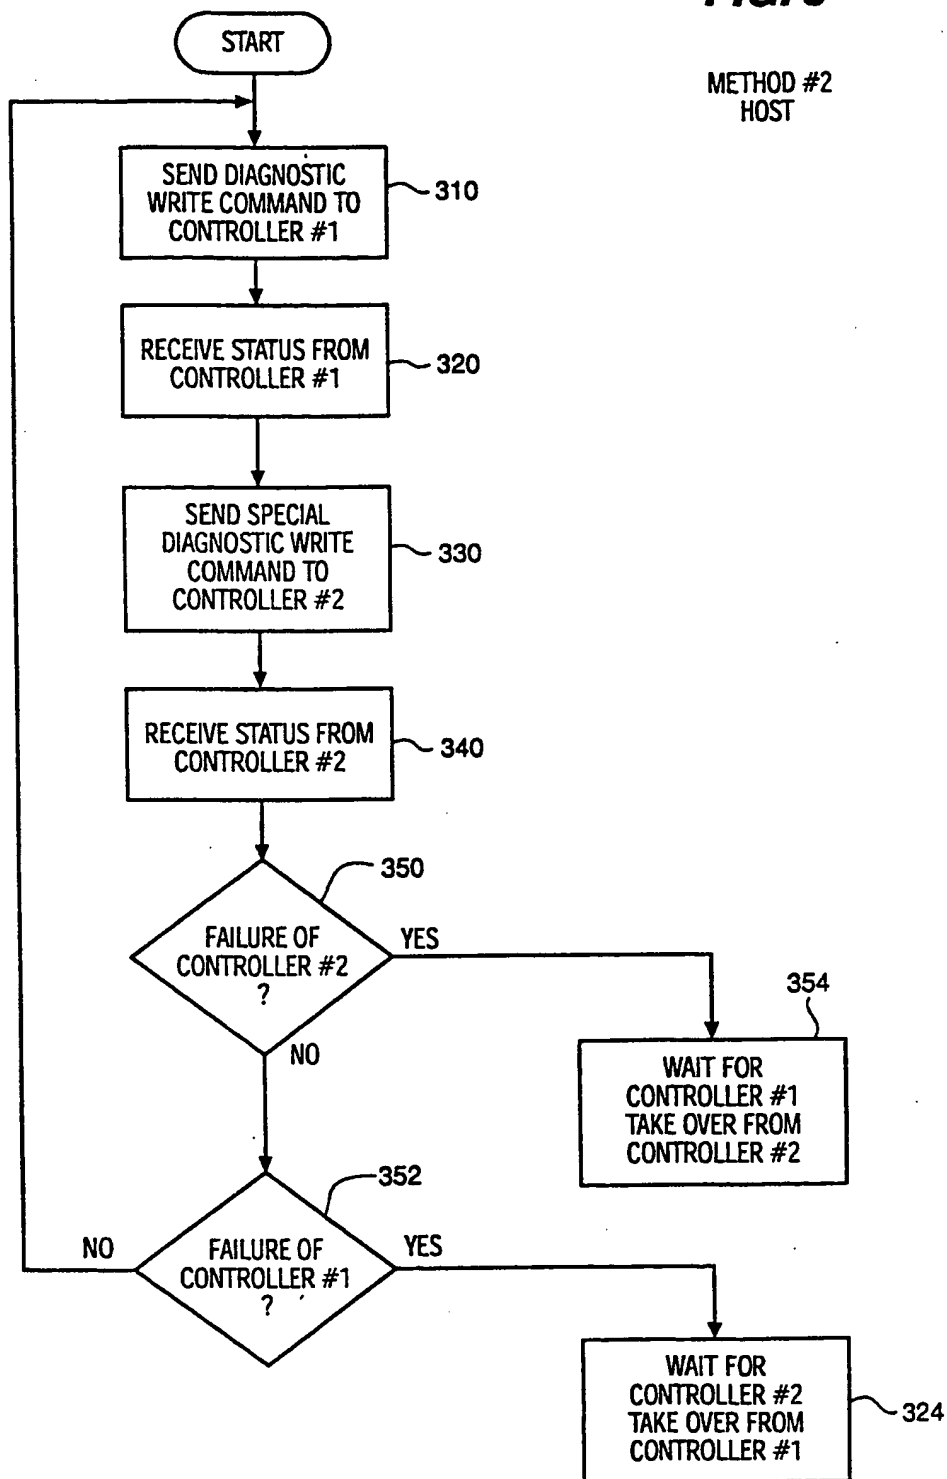 START
METHOD #2
HOST
SEND DIAGNOSTIC
WRITE COMMAND TO
CONTROLLER #1
310
RECEIVE STATUS FROM
CONTROLLER #1
320
SEND SPECIAL
DIAGNOSTIC WRITE
COMMAND TO
CONTROLLER #2
330
RECEIVE STATUS FROM
CONTROLLER #2
340
350
FAILURE OF
CONTROLLER #2
?
YES
NO
354
WAIT FOR
CONTROLLER #1
TAKE OVER FROM
CONTROLLER #2
352
FAILURE OF
CONTROLLER #1
?
NO
YES
WAIT FOR
CONTROLLER #2
TAKE OVER FROM
CONTROLLER #1
324